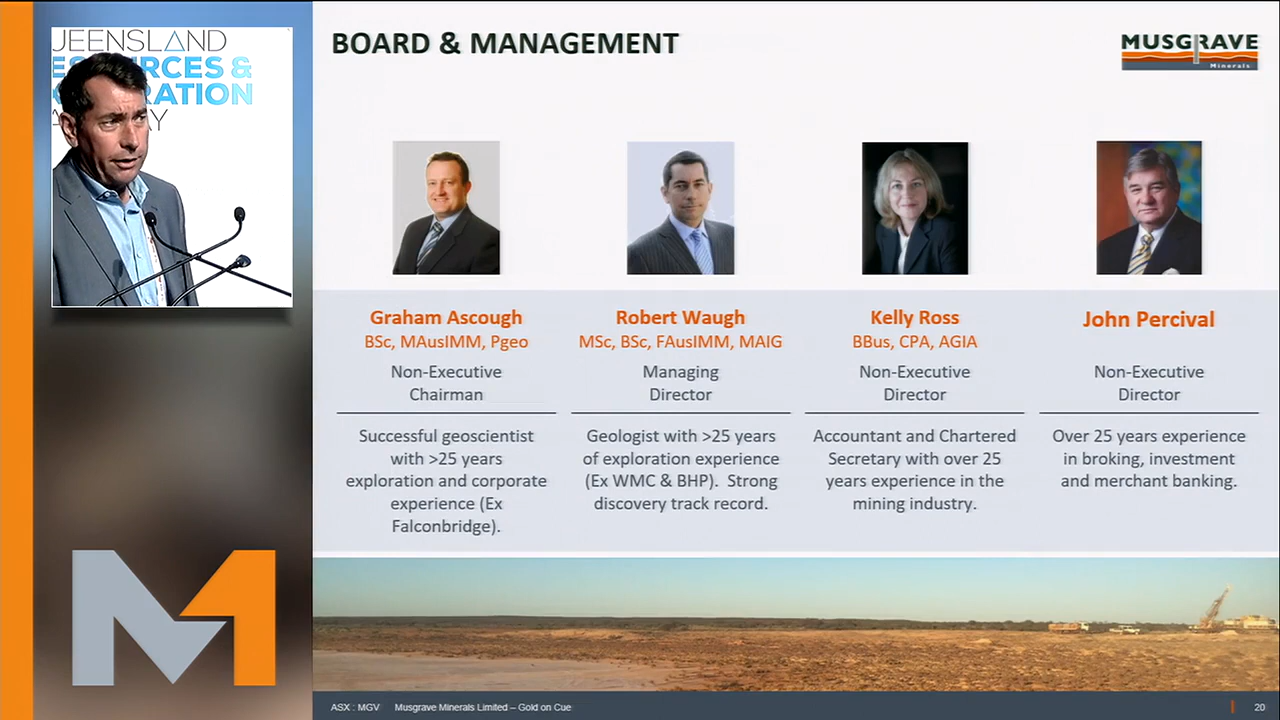 JEENSLAND
ESOURCES &
RATION
AY
BOARD & MANAGEMENT
MUSGRAVE
Minerals
Graham Ascough
BSc, MAusIMM, Pgeo
Non-Executive
Chairman
Successful geoscientist
with >25 years
exploration and corporate
experience (Ex
Falconbridge).
Robert Waugh
MSc, BSc, FAusIMM, MAIG
Managing
Director
Geologist with >25 years
of exploration experience
(Ex WMC & BHP). Strong
discovery track record.
Kelly Ross
BBus, CPA, AGIA
Non-Executive
Director
Accountant and Chartered
Secretary with over 25
years experience in the
mining industry.
John Percival
Non-Executive
Director
Over 25 years experience
in broking, investment
and merchant banking.
M1
ASX : MGV Musgrave Minerals Limited – Gold on Cue
20